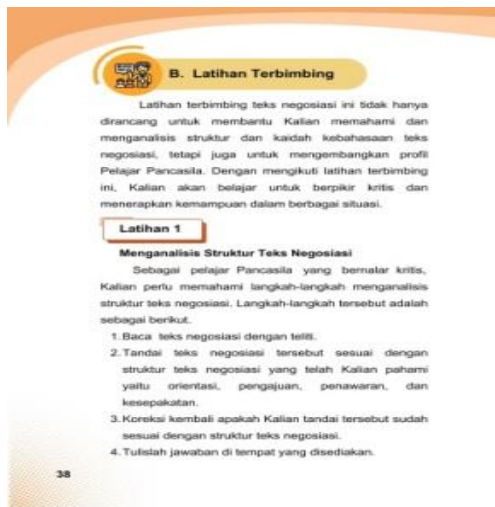 B. Latihan Terbimbing
Latihan terbimbing teks negosiasi ini tidak hanya
dirancang untuk membantu Kalian memahami dan
menganalisis struktur dan kaidah kebahasaan teks
negosiasi, tetapi juga untuk mengembangkan profil
Pelajar Pancasila. Dengan mengikuti latihan terbimbing
ini, Kalian akan belajar untuk berpikir kritis dan
menerapkan kemampuan dalam berbagai situasi.
Latihan 1
Menganalisis Struktur Teks Negosiasi
Sebagai pelajar Pancasila yang bernalar kritis,
Kalian perlu memahami langkah-langkah menganalisis
struktur teks negosiasi. Langkah-langkah tersebut adalah
sebagai berikut.
1. Baca teks negosiasi dengan teliti.
2. Tandai teks negosiasi tersebut sesuai dengan
struktur teks negosiasi yang telah Kalian pahami
yaitu orientasi, pengajuan, penawaran, dan
kesepakatan.
3. Koreksi kembali apakah Kalian tandai tersebut sudah
sesuai dengan struktur teks negosiasi.
4. Tulislah jawaban di tempat yang disediakan.
38